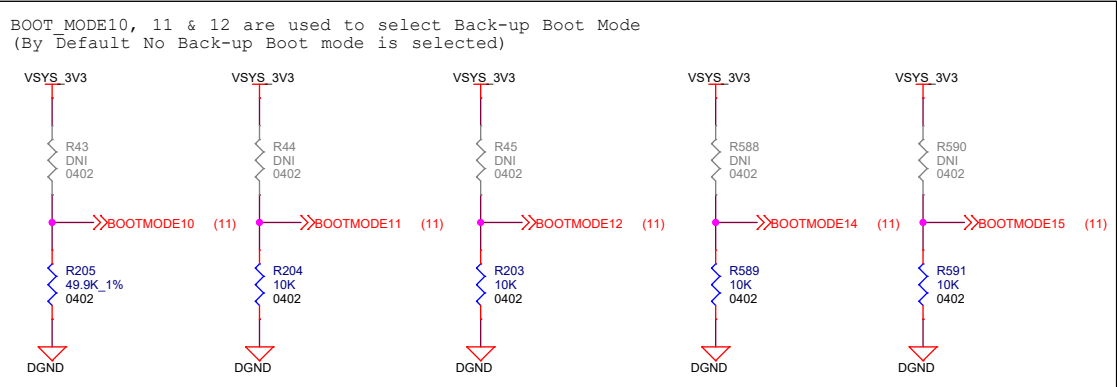 BOOT_MODE10, 11 & 12 are used to select Back-up Boot Mode
(By Default No Back-up Boot mode is selected)
VSYS_3V3 VSYS_3V3 VSYS_3V3 VSYS_3V3 VSYS_3V3
R43 R44 R45 R588 R590
DNI DNI DNI DNI DNI
0402 0402 0402 0402 0402
BOOTMODE10 (11) BOOTMODE11 (11) BOOTMODE12 (11) BOOTMODE14 (11) BOOTMODE15 (11)
R205 R204 R203 R589 R591
49.9K_1% 10K 10K 10K 10K
0402 0402 0402 0402 0402
DGND DGND DGND DGND DGND